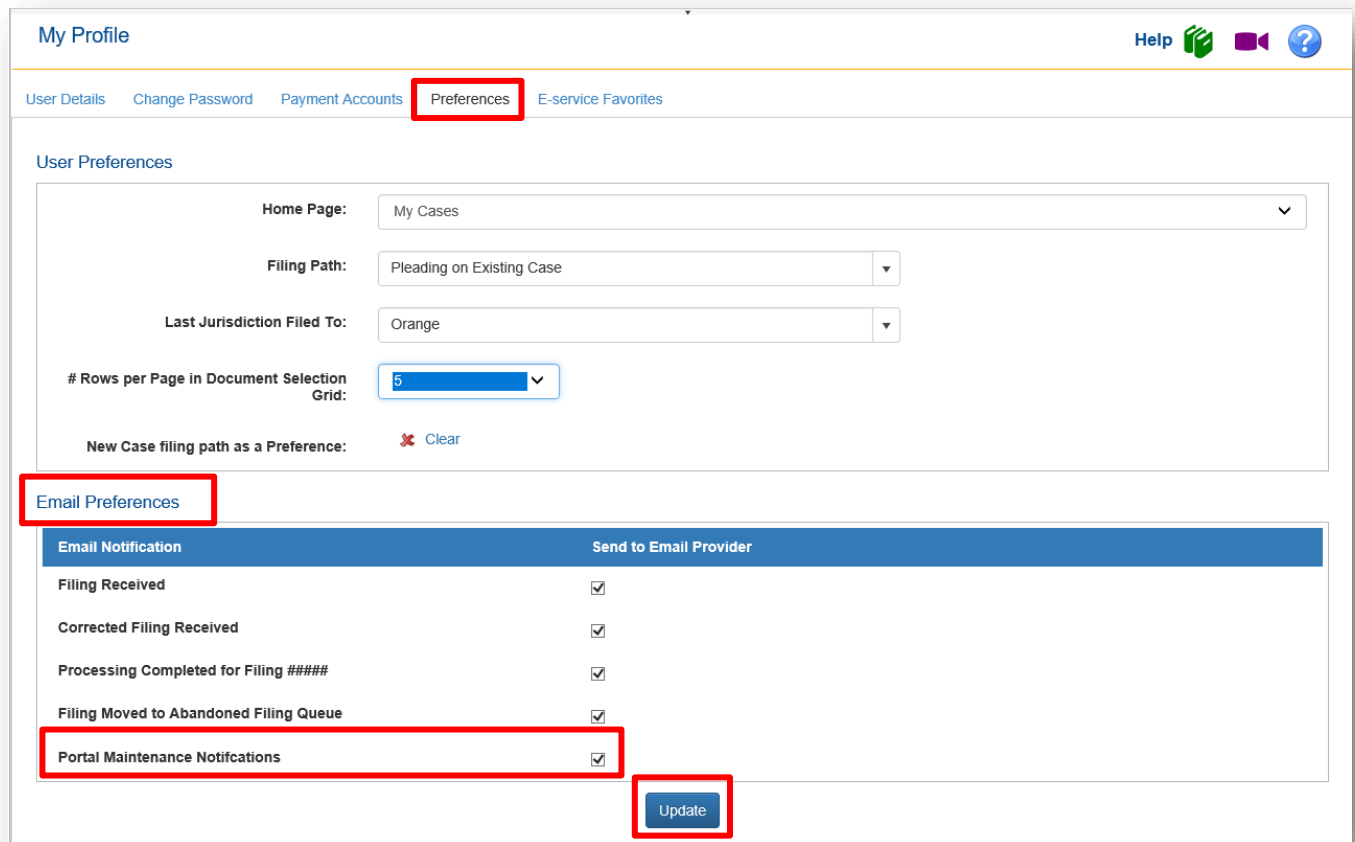 My Profile
Help
User Details Change Password Payment Accounts Preferences E-service Favorites
User Preferences
Home Page: My Cases
Filing Path: Pleading on Existing Case
Last Jurisdiction Filed To: Orange
# Rows per Page in Document Selection
Grid: 5
New Case filing path as a Preference: Clear
Email Preferences
Email Notification Send to Email Provider
Filing Received
Corrected Filing Received
Processing Completed for Filing #####
Filing Moved to Abandoned Filing Queue
Portal Maintenance Notifcations
Update